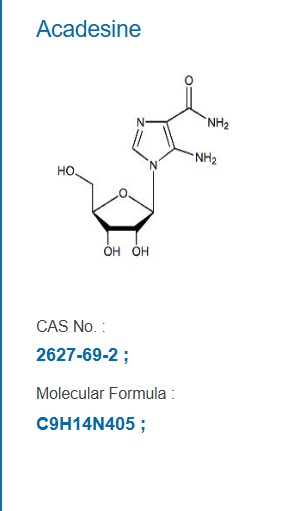 Acadesine
O
N
NH₂
N
NH₂
HO
O
OH OH
CAS No. :
2627-69-2 ;
Molecular Formula :
C9H14N405 ;